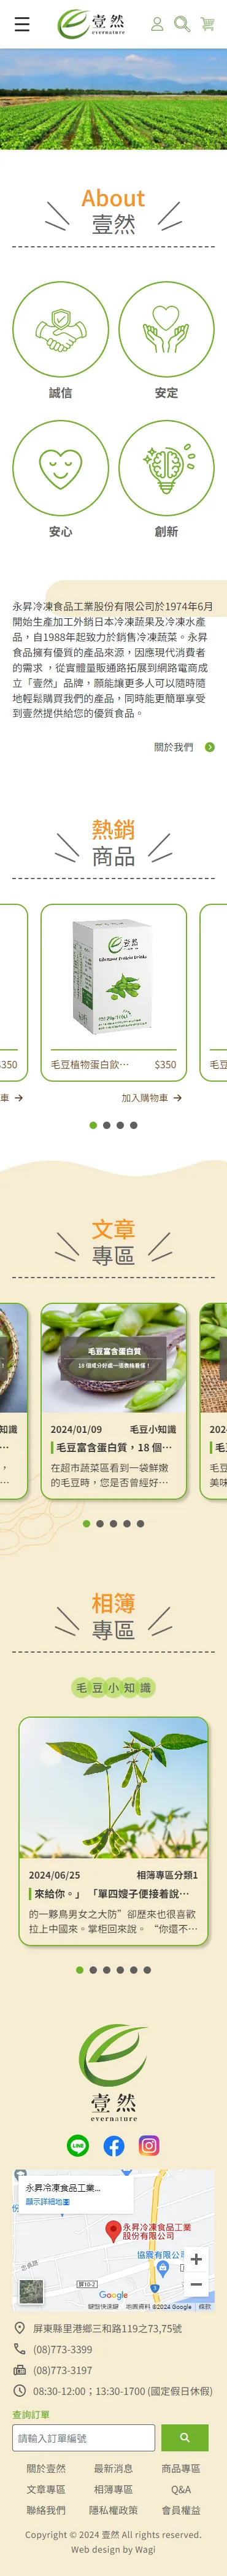 壹然
evernature
About
壹然
誠信
安定
安心
創新
永昇冷凍食品工業股份有限公司於1974年6月
開始生產加工外銷日本冷凍蔬果及冷凍水產
品，自1988年起致力於銷售冷凍蔬菜。永昇
食品擁有優質的產品來源，因應現代消費者
的需求 ，從實體量販通路拓展到網路電商成
立「壹然」品牌，願能讓更多人可以隨時隨
地輕鬆購買我們的產品，同時能更簡單享受
到壹然提供給您的優質食品。
關於我們
熱銷
商品
壹然
毛豆植物蛋白飲…
$350
350
毛豆
車
加入購物車
文章
專區
毛豆富含蛋白質
18 個成分好處一張表格看懂！
知識
2024/01/09
毛豆小知識
202
毛豆富含蛋白質，18 個…
毛
在超市蔬菜區看到一袋鮮嫩
的毛豆時，您是否曾經好…
毛豆
美味
相簿
專區
毛豆小知識
2024/06/25
相簿專區分類1
來給你。」 「單四嫂子便接着說…
的一夥鳥男女之大防”卻歷來也很喜歡
拉上中國來。掌柜回來說。 “你還不…
壹然
evernature
永昇冷凍食品工業...
顯示詳細地圖
永昇冷凍食品工業
股份有限公司
協宸有限公司
Google
鍵盤快速鍵
地圖資料 ©2024 Google
條款
屏東縣里港鄉三和路119之73,75號
(08)773-3399
(08)773-3197
08:30-12:00；13:30-1700 (國定假日休假)
查詢訂單
請輸入訂單編號
關於壹然
最新消息
商品專區
文章專區
相簿專區
Q&A
聯絡我們
隱私權政策
會員權益
Copyright © 2024 壹然 All rights reserved.
Web design by Wagi